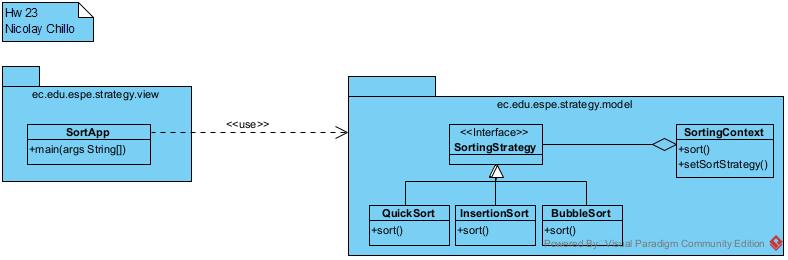 Hw 23
Nicolay Chillo
ec.edu.espe.strategy.view
SortApp
+main(args String[])
<<use>>
ec.edu.espe.strategy.model
<<Interface>>
SortingStrategy
SortingContext
+sort()
+setSortStrategy()
QuickSort
+sort()
InsertionSort
+sort()
BubbleSort
+sort()
Powered By: Visual Paradigm Community Edition